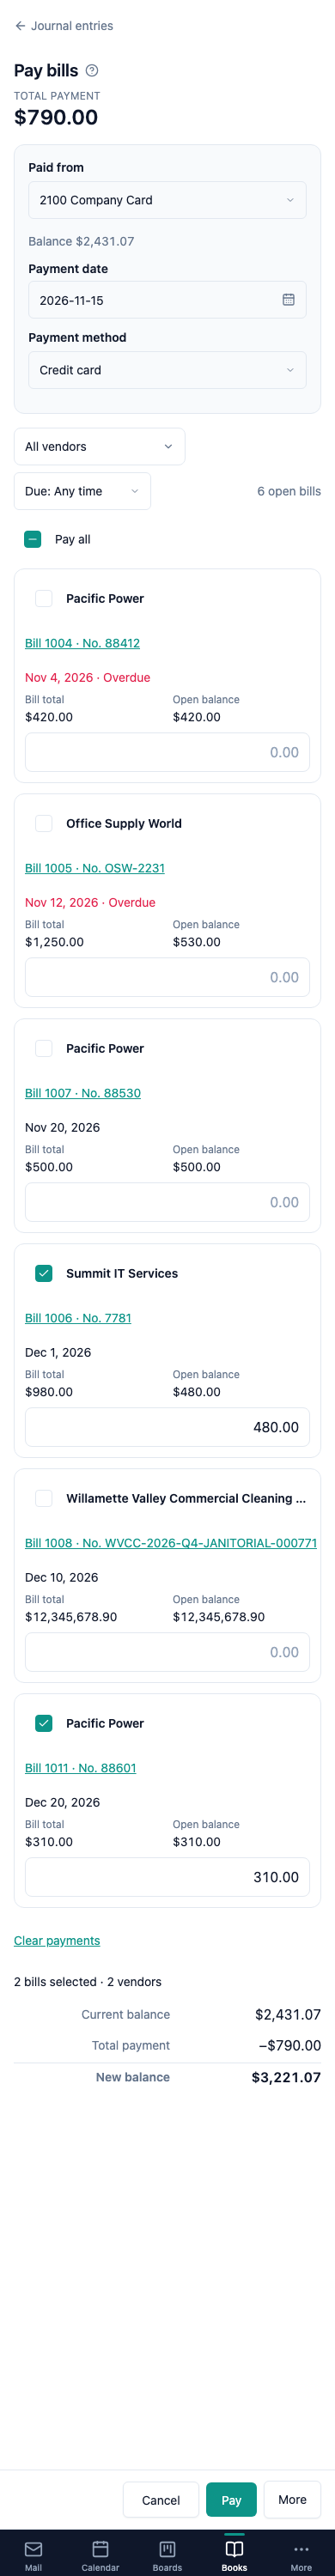 Journal entries
Pay bills
TOTAL PAYMENT
$790.00
Paid from
2100 Company Card
Balance $2,431.07
Payment date
2026-11-15
Payment method
Credit card
All vendors
Due: Any time
6 open bills
Pay all
Pacific Power
Bill 1004 · No. 88412
Nov 4, 2026 · Overdue
Bill total Open balance
$420.00 $420.00
0.00
Office Supply World
Bill 1005 · No. OSW-2231
Nov 12, 2026 · Overdue
Bill total Open balance
$1,250.00 $530.00
0.00
Pacific Power
Bill 1007 · No. 88530
Nov 20, 2026
Bill total Open balance
$500.00 $500.00
0.00
Summit IT Services
Bill 1006 · No. 7781
Dec 1, 2026
Bill total Open balance
$980.00 $480.00
480.00
Willamette Valley Commercial Cleaning ...
Bill 1008 · No. WVCC-2026-Q4-JANITORIAL-000771
Dec 10, 2026
Bill total Open balance
$12,345,678.90 $12,345,678.90
0.00
Pacific Power
Bill 1011 · No. 88601
Dec 20, 2026
Bill total Open balance
$310.00 $310.00
310.00
Clear payments
2 bills selected · 2 vendors
Current balance $2,431.07
Total payment –$790.00
New balance $3,221.07
Cancel Pay More
Mail Calendar Boards Books More